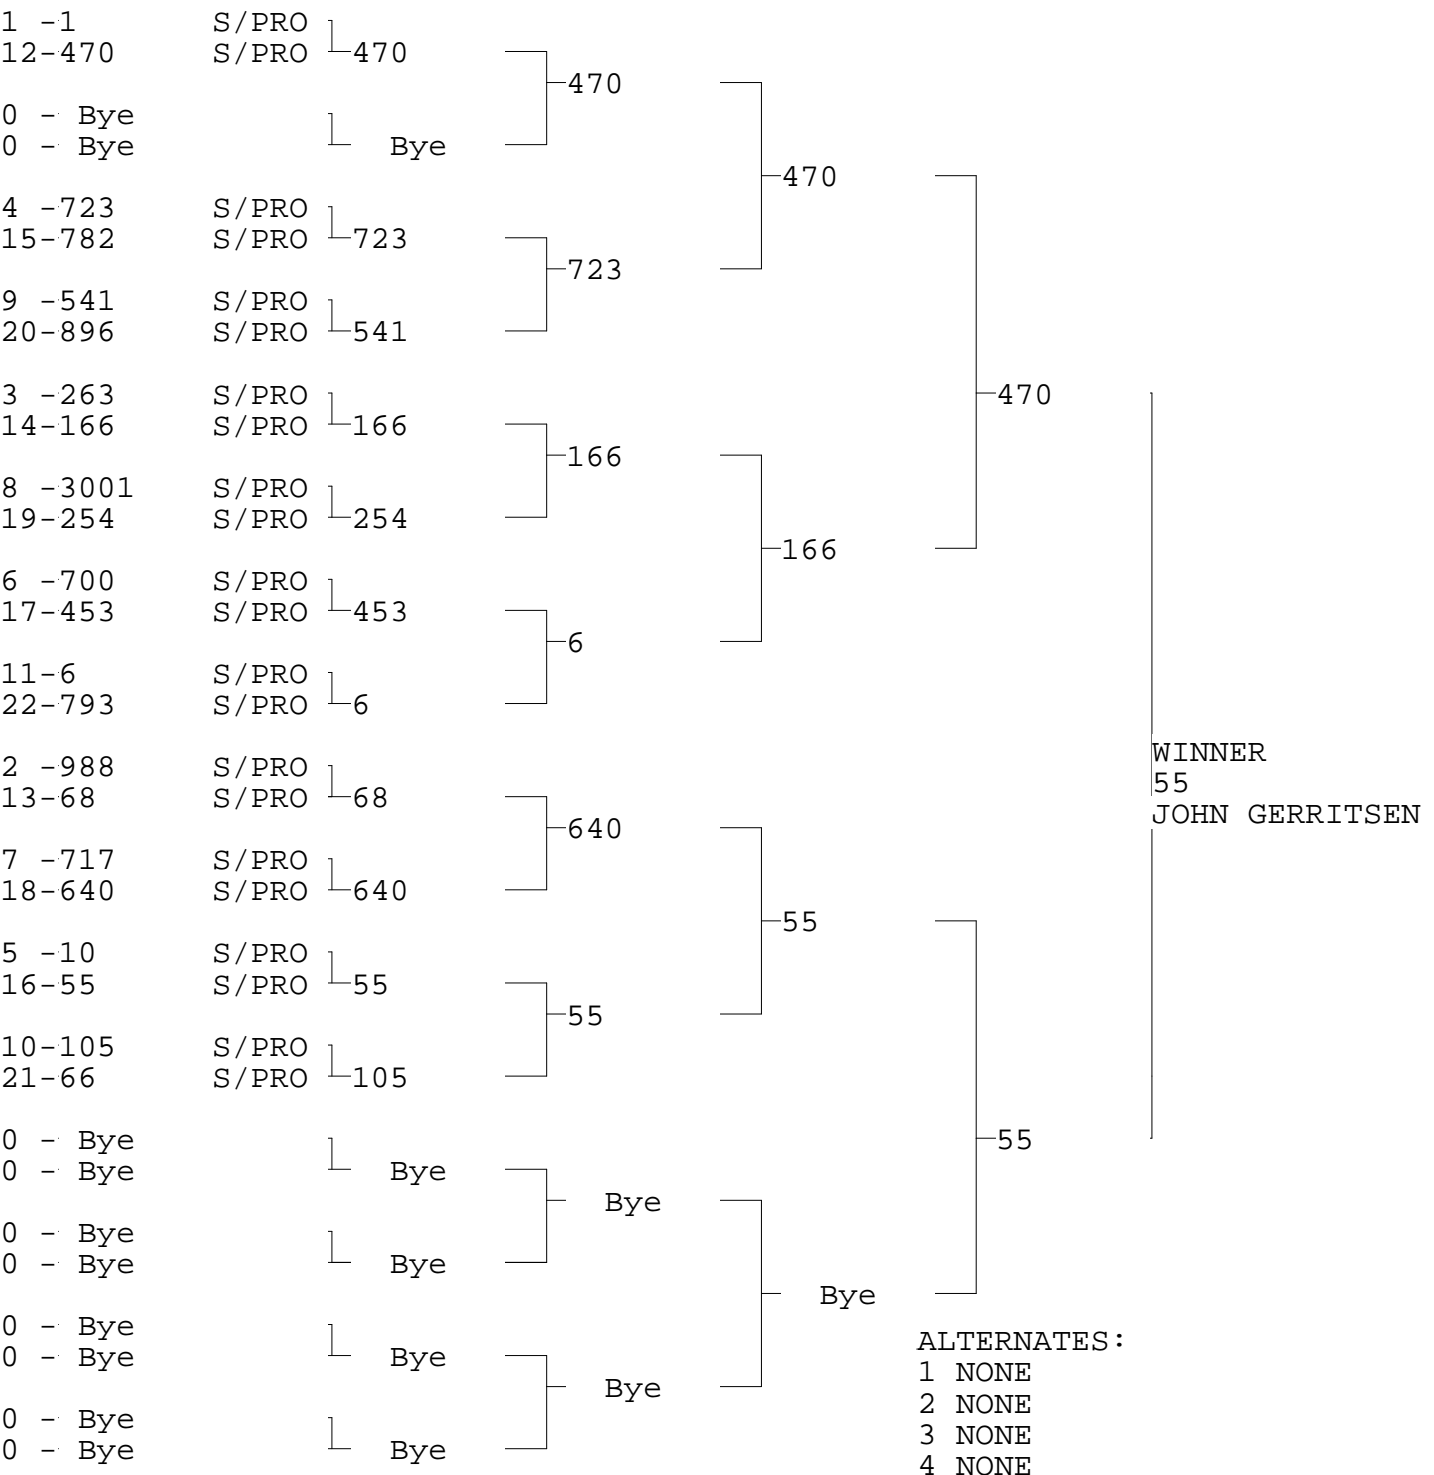 1 -1 S/PRO
12-470 S/PRO 470
470
0 - Bye
0 - Bye Bye
470
4 -723 S/PRO
15-782 S/PRO 723
723
9 -541 S/PRO
20-896 S/PRO 541
3 -263 S/PRO 470
14-166 S/PRO 166
166
8 -3001 S/PRO
19-254 S/PRO 254
166
6 -700 S/PRO
17-453 S/PRO 453
6
11-6 S/PRO
22-793 S/PRO 6
WINNER
2 -988 S/PRO
55
13-68 S/PRO 68
JOHN GERRITSEN
640
7 -717 S/PRO
18-640 S/PRO 640
55
5 -10 S/PRO
16-55 S/PRO 55
55
10-105 S/PRO
21-66 S/PRO 105
0 - Bye 55
0 - Bye Bye
Bye
0 - Bye
0 - Bye Bye
Bye
0 - Bye
ALTERNATES:
0 - Bye Bye
1 NONE
Bye
2 NONE
0 - Bye
3 NONE
0 - Bye Bye
4 NONE